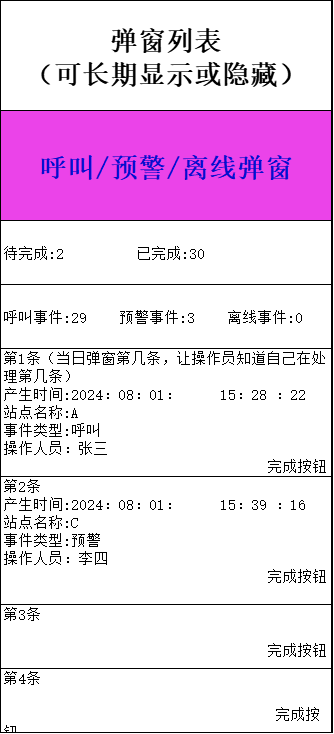 弹窗列表
（可长期显示或隐藏）
呼叫/预警/离线弹窗
待完成:2 已完成:30
呼叫事件:29 预警事件:3 离线事件:0
第1条（当日弹窗第几条，让操作员知道自己在处
理第几条）
产生时间:2024：08：01： 15：28 ：22
站点名称:A
事件类型:呼叫
操作人员：张三
完成按钮
第2条
产生时间:2024：08：01： 15：39 ：16
站点名称:C
事件类型:预警
操作人员：李四
完成按钮
第3条
完成按钮
第4条
完成按
钮